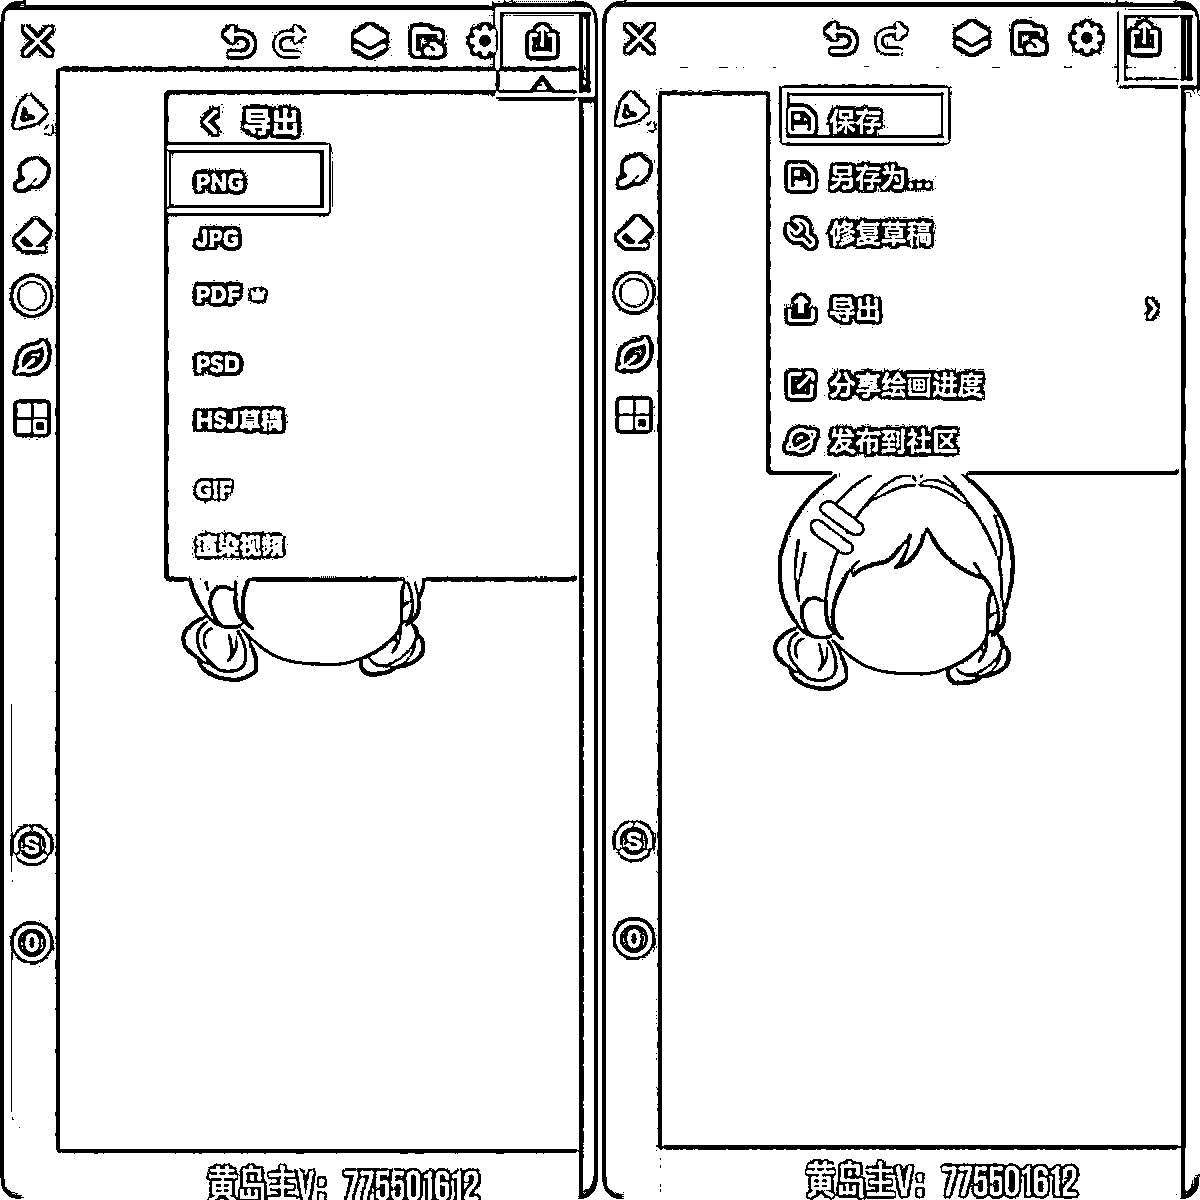 导出
PNG
JPG
PDF
PSD
HSJ草稿
GIF
渲染视频
S
O
黄岛主V：775501612
保存
另存为...
修复草稿
导出
分享绘画进度
发布到社区
S
O
黄岛主V：775501612